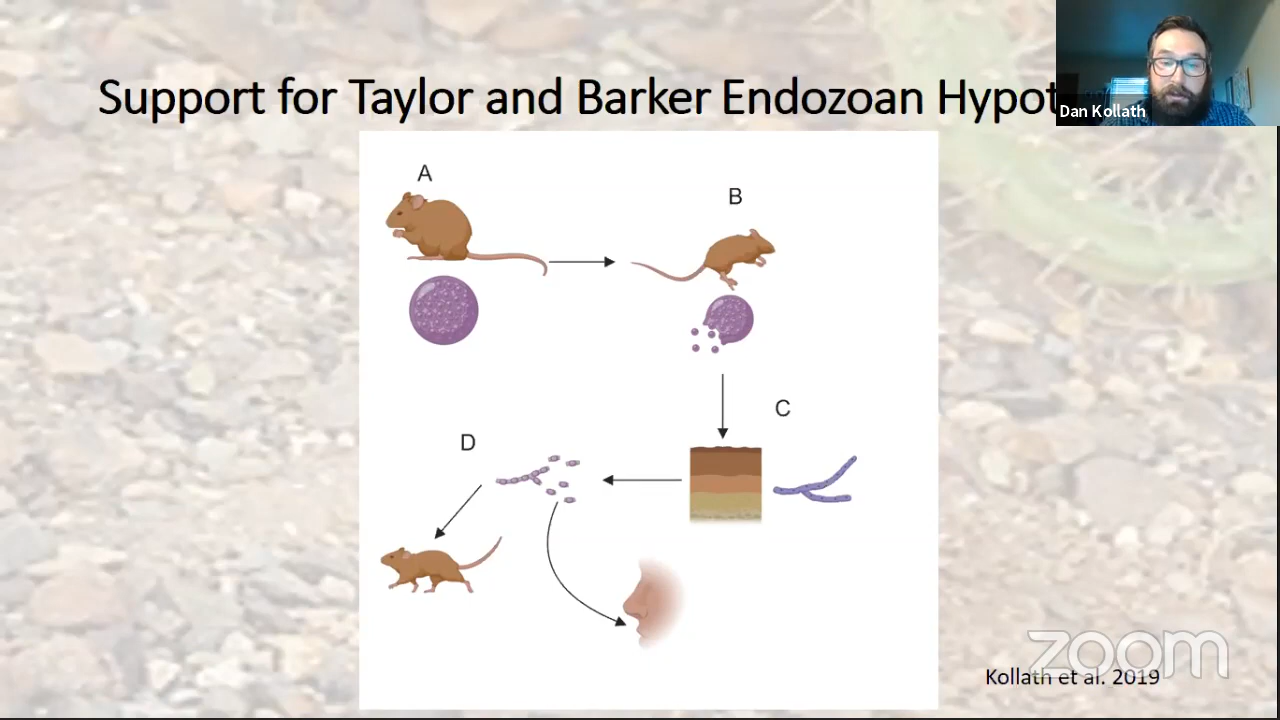 Support for Taylor and Barker Endozoan Hypot
Dan Kollath
A
B
C
D
zoom
Kollath et al. 2019